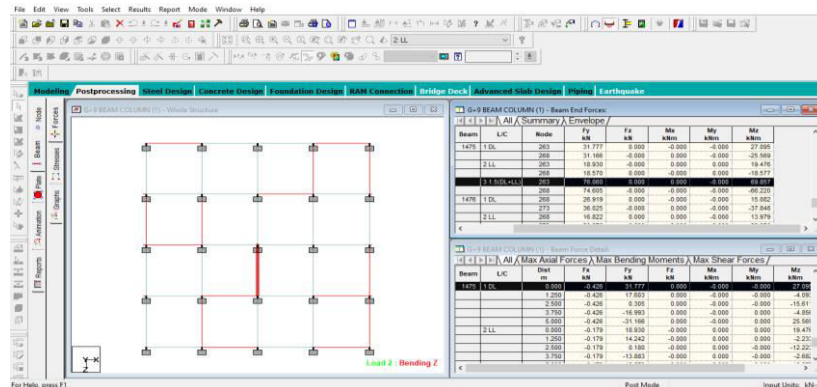 File Edit View Tools Select Results Report Mode Window Help
2 LL
Modeling Postprocessing Steel Design Concrete Design Foundation Design RAM Connection Bridge Deck Advanced Slab Design Piping Earthquake
G+9 BEAM COLUMN (1) - Whole Structure
Node
Beam
Plate
Animation
Reports
Forces
Stresses
Graphs
Load 2 : Bending Z
Y
X
Z
G+9 BEAM COLUMN (1) - Beam End Forces:
All Summary Envelope
Beam L/C Node Fy kN Fz kN Mx kNm My kNm Mz kNm
1475 1 DL 263 31.777 0.000 -0.000 -0.000 27.095
268 31.166 -0.000 0.000 -0.000 -25.569
2 LL 263 18.930 0.000 -0.000 -0.000 19.476
268 18.570 0.000 0.000 -0.000 -18.577
3 1.5(DL+LL) 263 76.060 0.000 -0.000 -0.000 69.857
268 74.605 -0.000 0.000 -0.000 -66.220
1476 1 DL 268 26.919 0.000 -0.000 -0.000 15.882
273 36.025 -0.000 0.000 -0.000 -37.846
2 LL 268 16.822 0.000 -0.000 -0.000 13.979
G+9 BEAM COLUMN (1) - Beam Force Detail:
All Max Axial Forces Max Bending Moments Max Shear Forces
Beam L/C Dist m Fx kN Fy kN Fz kN Mx kNm My kNm Mz kNm
1475 1 DL 0.000 -0.426 31.777 0.000 -0.000 -0.000 27.095
1.250 -0.426 17.603 0.000 -0.000 -0.000
2.500 -0.426 0.305 0.000 -0.000 -0.000
3.750 -0.426 -16.993 0.000 -0.000 -0.000
5.000 -0.426 -31.166 0.000 -0.000 -0.000
2 LL 0.000 -0.179 18.930 0.000 -0.000 -0.000
1.250 -0.179 14.242 0.000 -0.000 -0.000
2.500 -0.179 0.180 0.000 -0.000 -0.000
3.750 -0.179 -13.883 0.000 -0.000 -0.000
For Help, press F1
Post Mode
Input Units: kN-